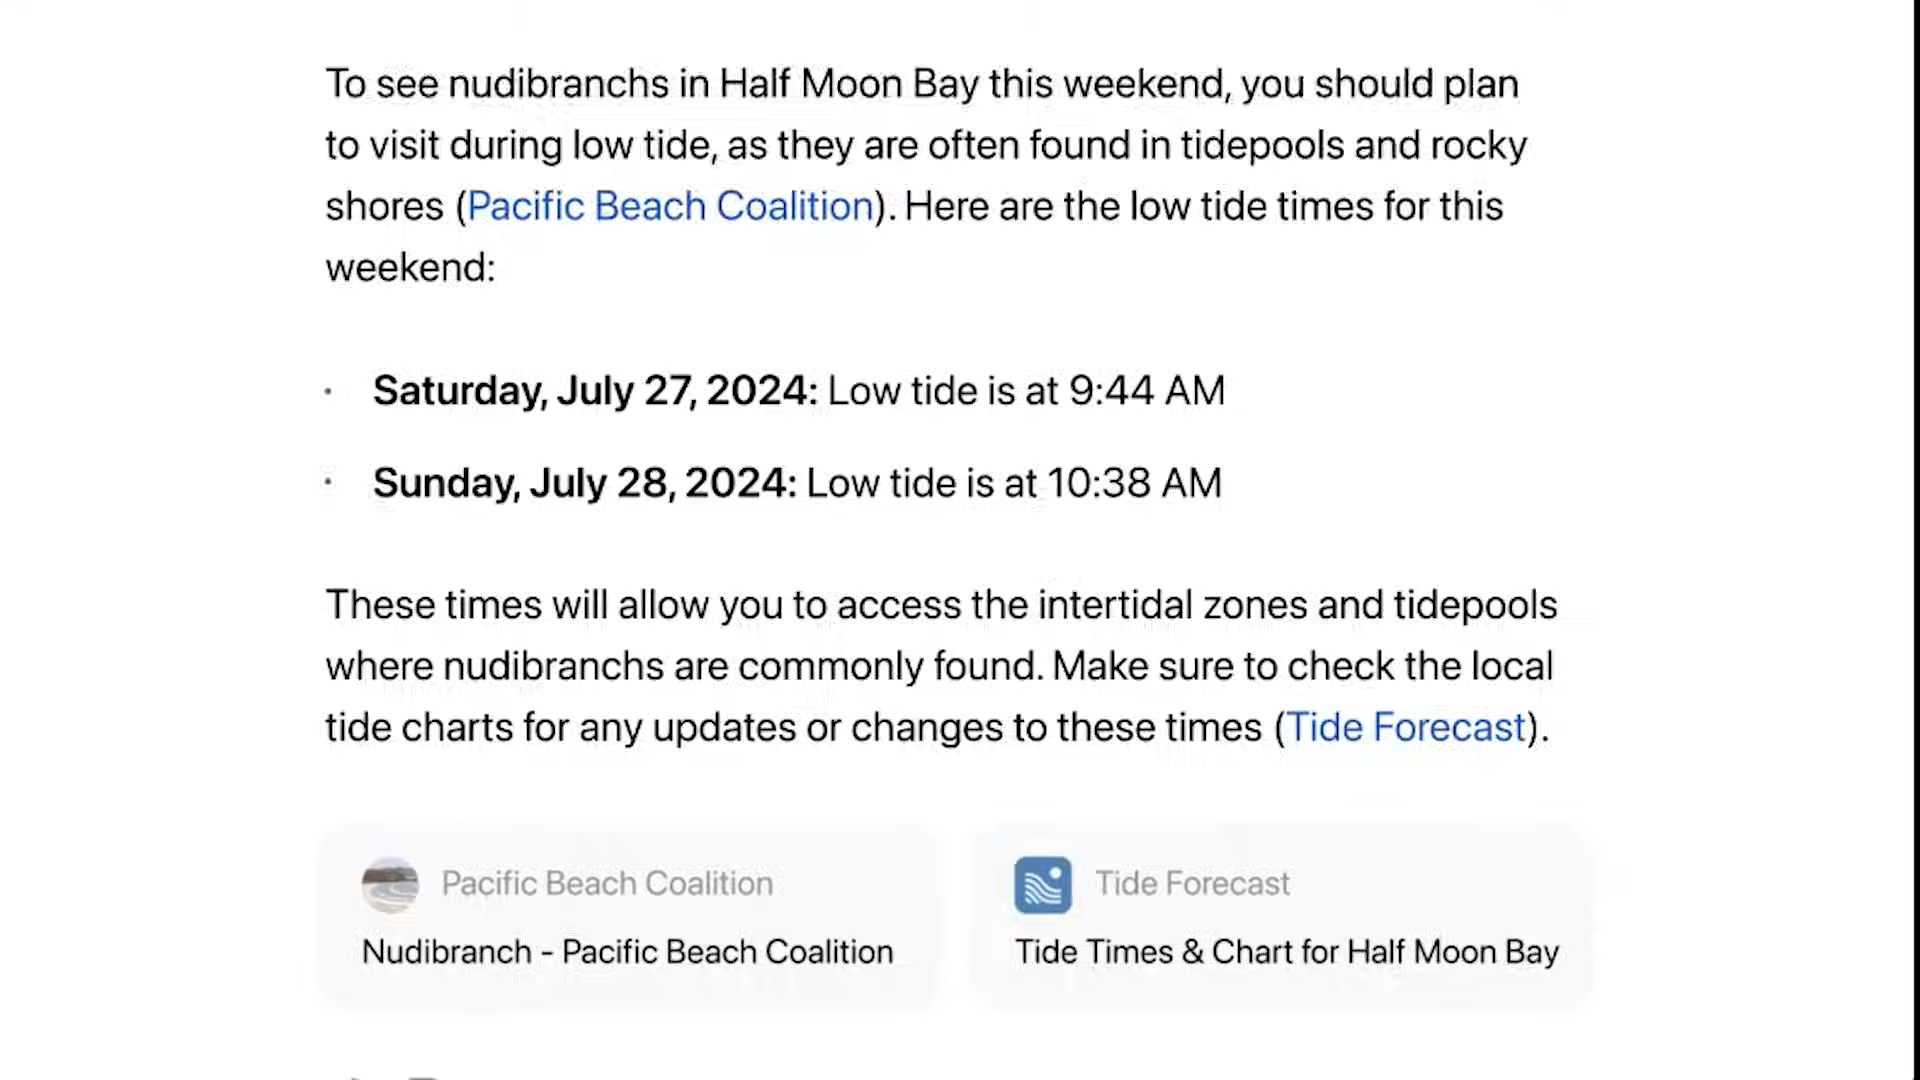 To see nudibranchs in Half Moon Bay this weekend, you should plan
to visit during low tide, as they are often found in tidepools and rocky
shores (Pacific Beach Coalition). Here are the low tide times for this
weekend:
· Saturday, July 27, 2024: Low tide is at 9:44 AM
· Sunday, July 28, 2024: Low tide is at 10:38 AM
These times will allow you to access the intertidal zones and tidepools
where nudibranchs are commonly found. Make sure to check the local
tide charts for any updates or changes to these times (Tide Forecast).
Pacific Beach Coalition
Nudibranch - Pacific Beach Coalition
Tide Forecast
Tide Times & Chart for Half Moon Bay